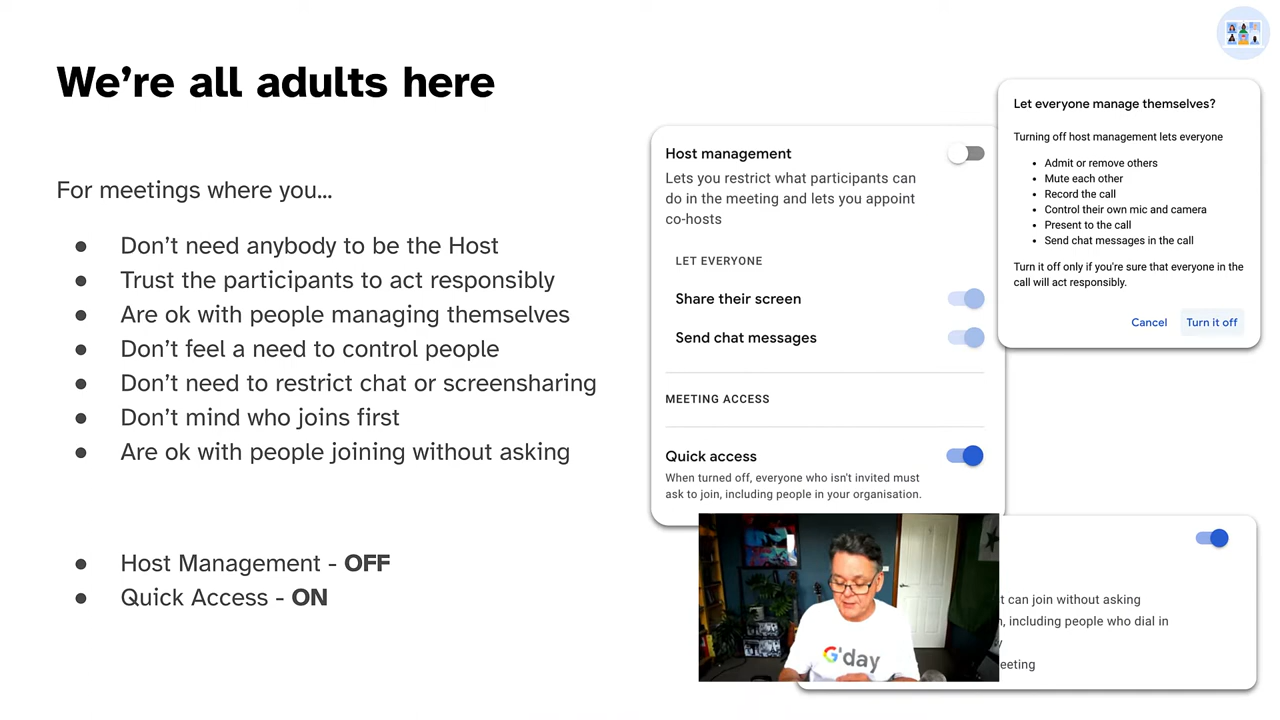 We're all adults here
For meetings where you...
● Don't need anybody to be the Host
● Trust the participants to act responsibly
● Are ok with people managing themselves
● Don't feel a need to control people
● Don't need to restrict chat or screensharing
● Don't mind who joins first
● Are ok with people joining without asking
● Host Management - OFF
● Quick Access - ON
Host management
Lets you restrict what participants can
do in the meeting and lets you appoint
co-hosts
LET EVERYONE
Share their screen
Send chat messages
MEETING ACCESS
Quick access
When turned off, everyone who isn't invited must
ask to join, including people in your organisation.
Let everyone manage themselves?
Turning off host management lets everyone
• Admit or remove others
• Mute each other
• Record the call
• Control their own mic and camera
• Present to the call
• Send chat messages in the call
Turn it off only if you're sure that everyone in the
call will act responsibly.
Cancel Turn it off
G'day
can join without asking
, including people who dial in
eeting